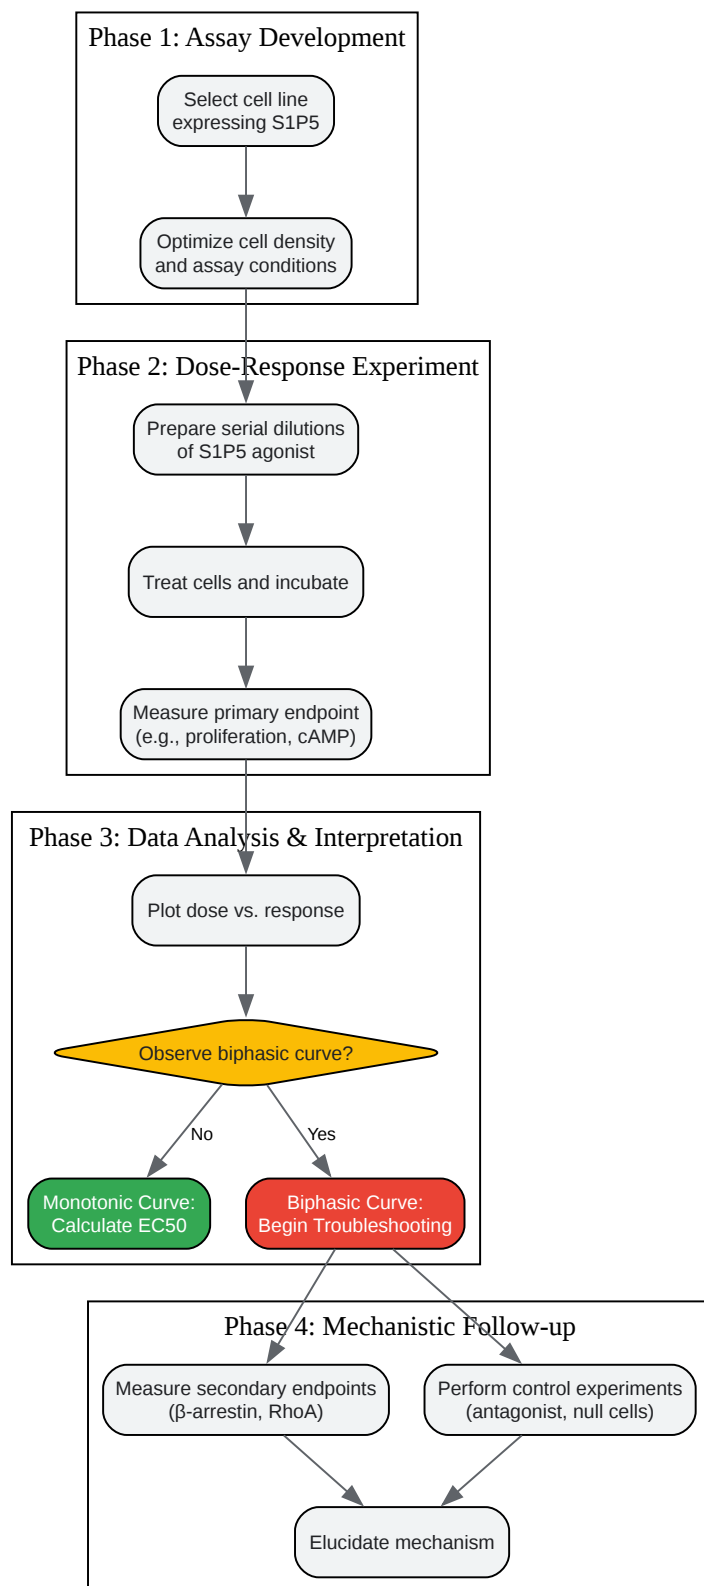 Phase 1: Assay Development
Select cell line
expressing S1P5
Optimize cell density
and assay conditions
Phase 2: Dose-Response Experiment
Prepare serial dilutions
of S1P5 agonist
Treat cells and incubate
Measure primary endpoint
(e.g., proliferation, cAMP)
Phase 3: Data Analysis & Interpretation
Plot dose vs. response
Observe biphasic curve?
No
Yes
Monotonic Curve:
Calculate EC50
Biphasic Curve:
Begin Troubleshooting
Phase 4: Mechanistic Follow-up
Measure secondary endpoints
(β-arrestin, RhoA)
Perform control experiments
(antagonist, null cells)
Elucidate mechanism